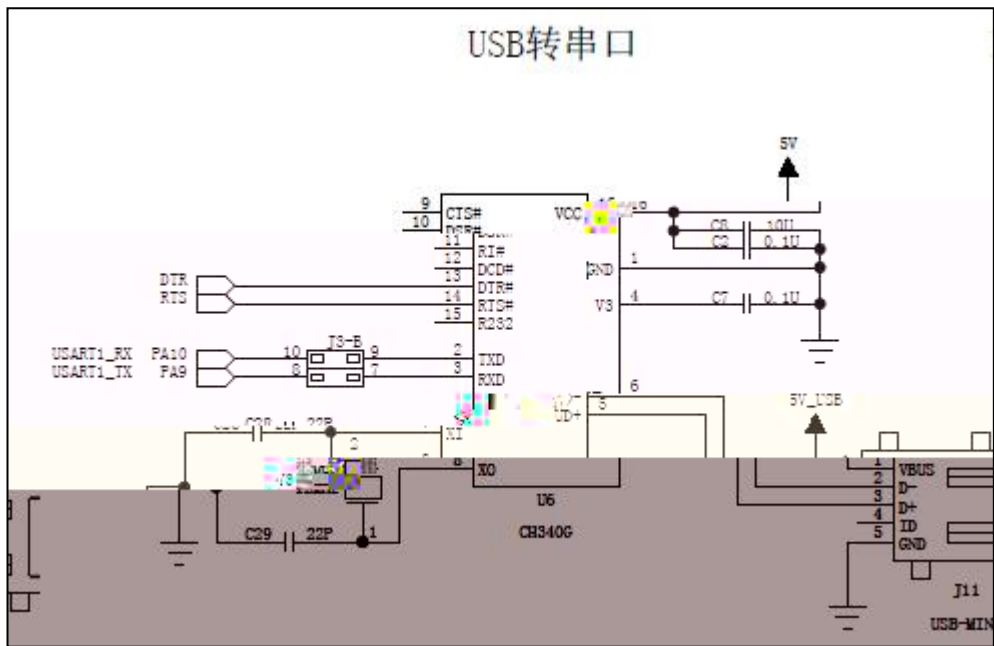 USB转串口
5V
9 CTS# VCC
10
C8 10U
11 C2 0.1U
RI#
12 DCD# GND 1
DTR 13 DTR#
RTS 14 RTS# V3 4 C7 0.1U
15 R232
J3-B
USART1_RX PA10 10 9 2 TXD
USART1_TX PA9 8 7 3 RXD
6
5V_USB
UD+ 5
XI
2
8 XO 1 VBUS
2 D-
U6 3 D+
4 ID
C29 22P 1 CH340G 5 GND
J11
USB-MIN